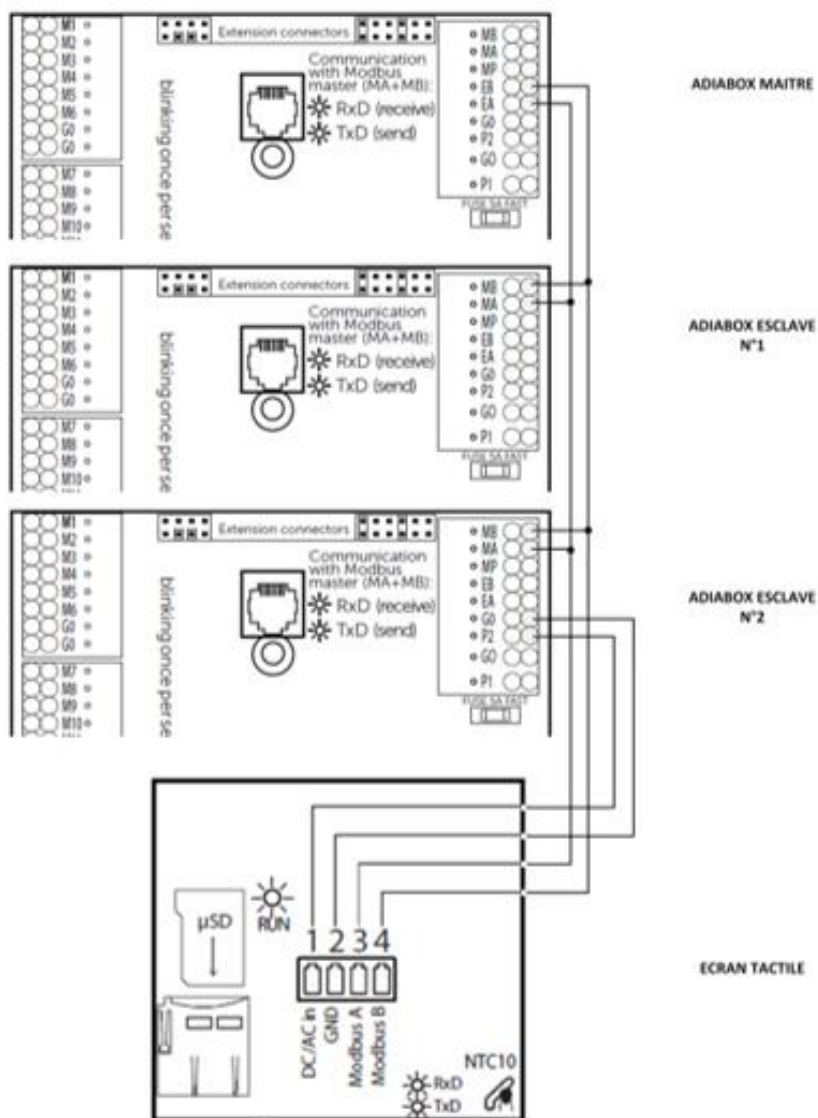 M1
M2
M3
M4
M5
M6
G0
G0
M7
M8
M9
M10
Extension connectors
Communication
with Modbus
master (MA+MB):
RxD (receive)
TxD (send)
blinking once per se
MB
MA
MP
EB
EA
G0
P2
GO
P1
FUSE 5A FAST
ADIABOX MAITRE
M1
M2
M3
M4
M5
M6
G0
G0
M7
M8
M9
M10
Extension connectors
Communication
with Modbus
master (MA+MB):
RxD (receive)
TxD (send)
blinking once per se
MB
MA
MP
EB
EA
G0
P2
GO
P1
FUSE 5A FAST
ADIABOX ESCLAVE
N°1
M1
M2
M3
M4
M5
M6
G0
G0
M7
M8
M9
M10
Extension connectors
Communication
with Modbus
master (MA+MB):
RxD (receive)
TxD (send)
blinking once per se
MB
MA
MP
EB
EA
G0
P2
GO
P1
FUSE 5A FAST
ADIABOX ESCLAVE
N°2
µSD
RUN
1 2 3 4
DC/AC in
GND
Modbus A
Modbus B
NTC10
RxD
TxD
ECRAN TACTILE